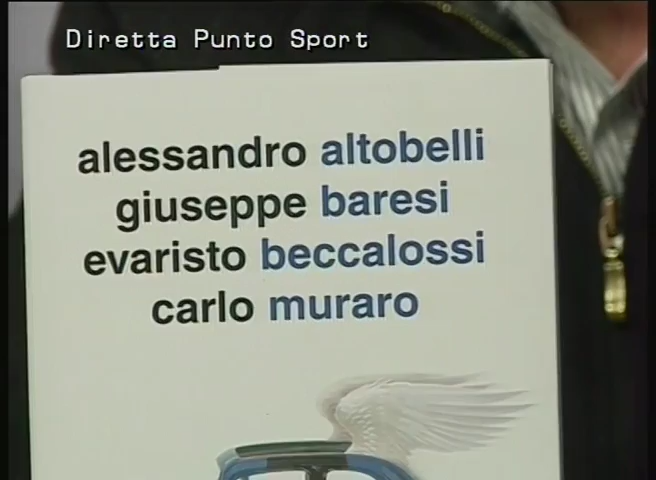 Diretta Punto Sport
alessandro altobelli
giuseppe baresi
evaristo beccalossi
carlo muraro